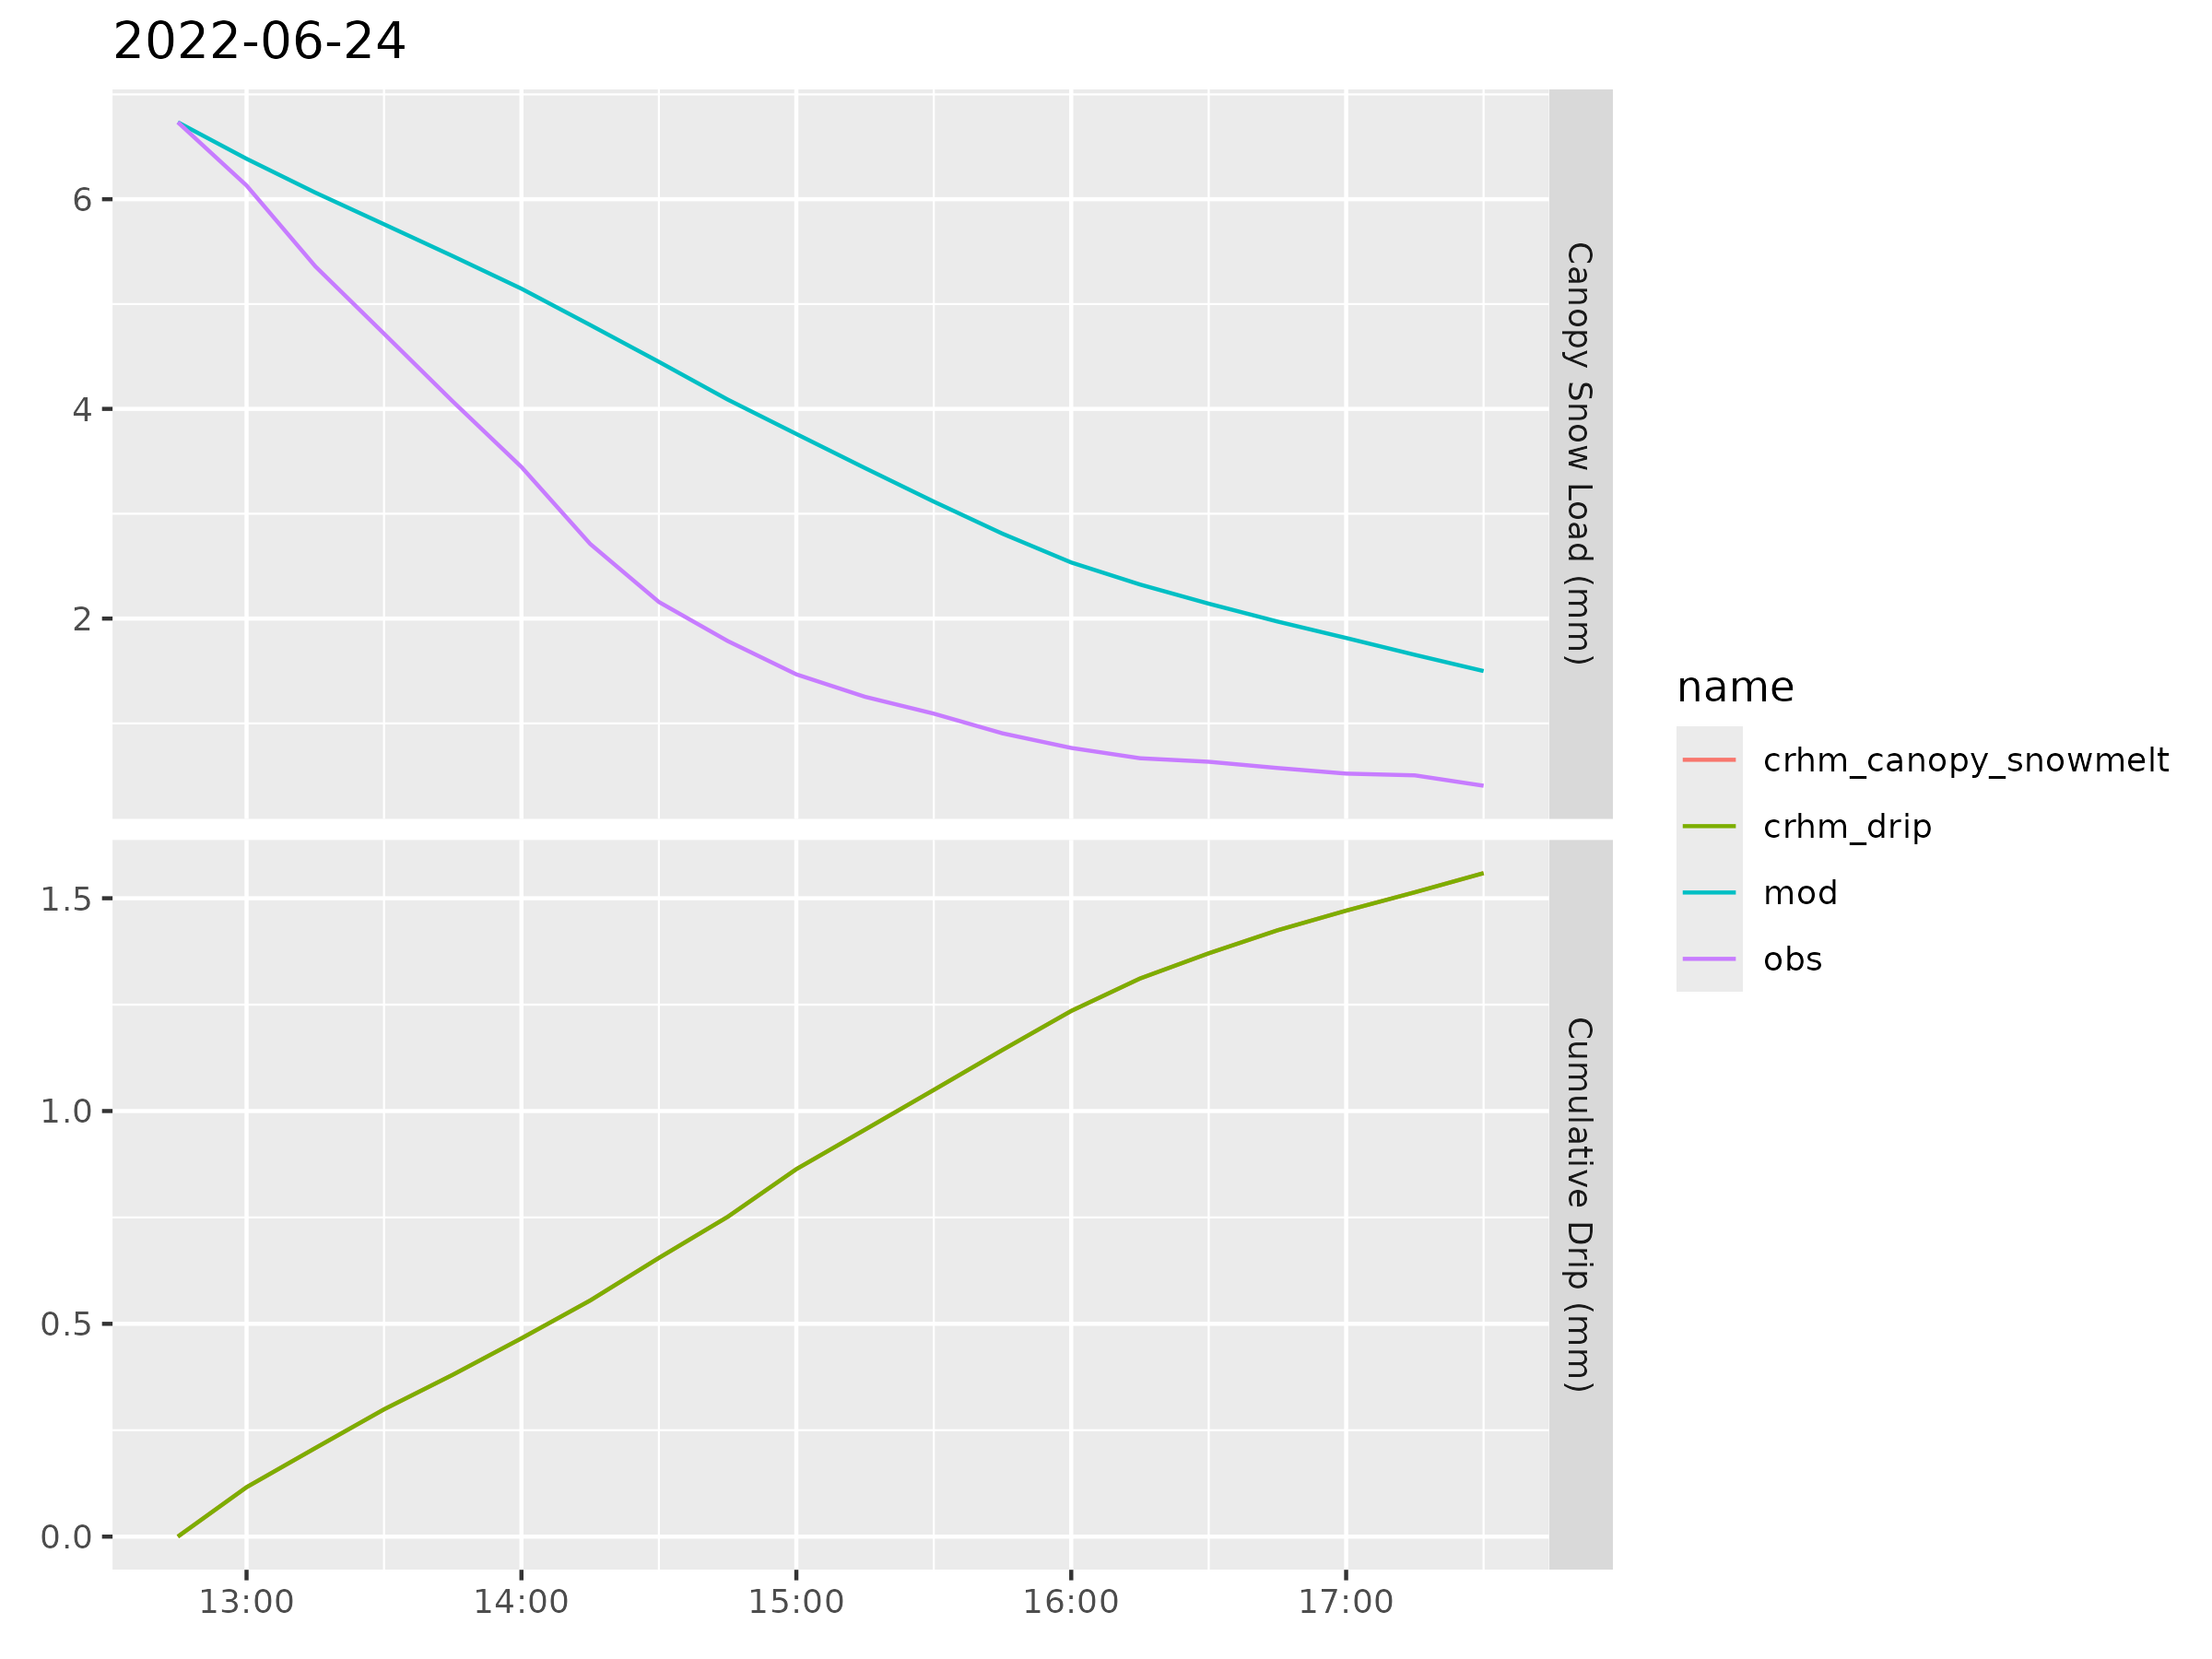 2022-06-24
6
4
2
Canopy Snow Load (mm)
1.5
1.0
0.5
0.0
Cumulative Drip (mm)
13:00 14:00 15:00 16:00 17:00
name
crhm_canopy_snowmelt
crhm_drip
mod
obs